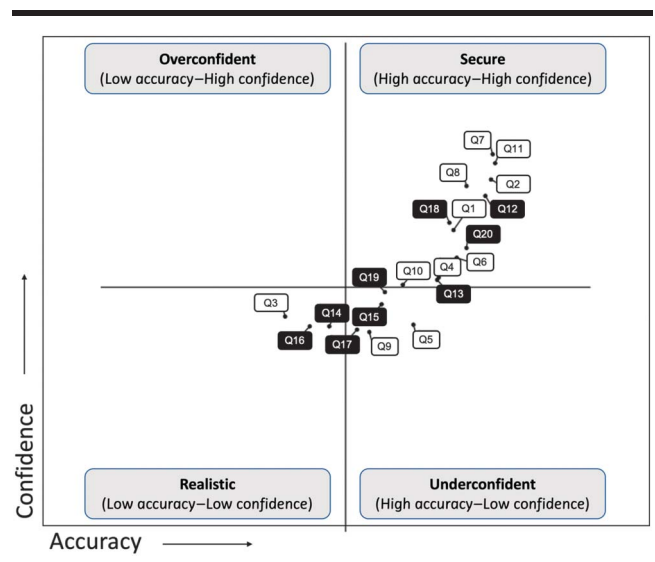 Overconfident
(Low accuracy–High confidence)
Secure
(High accuracy–High confidence)
Q7
Q11
Q8
Q2
Q18
Q1
Q12
Q20
Q6
Q4
Q10
Q19
Q13
Q3
Q14
Q15
Q16
Q17
Q9
Q5
Confidence
Realistic
(Low accuracy–Low confidence)
Underconfident
(High accuracy–Low confidence)
Accuracy